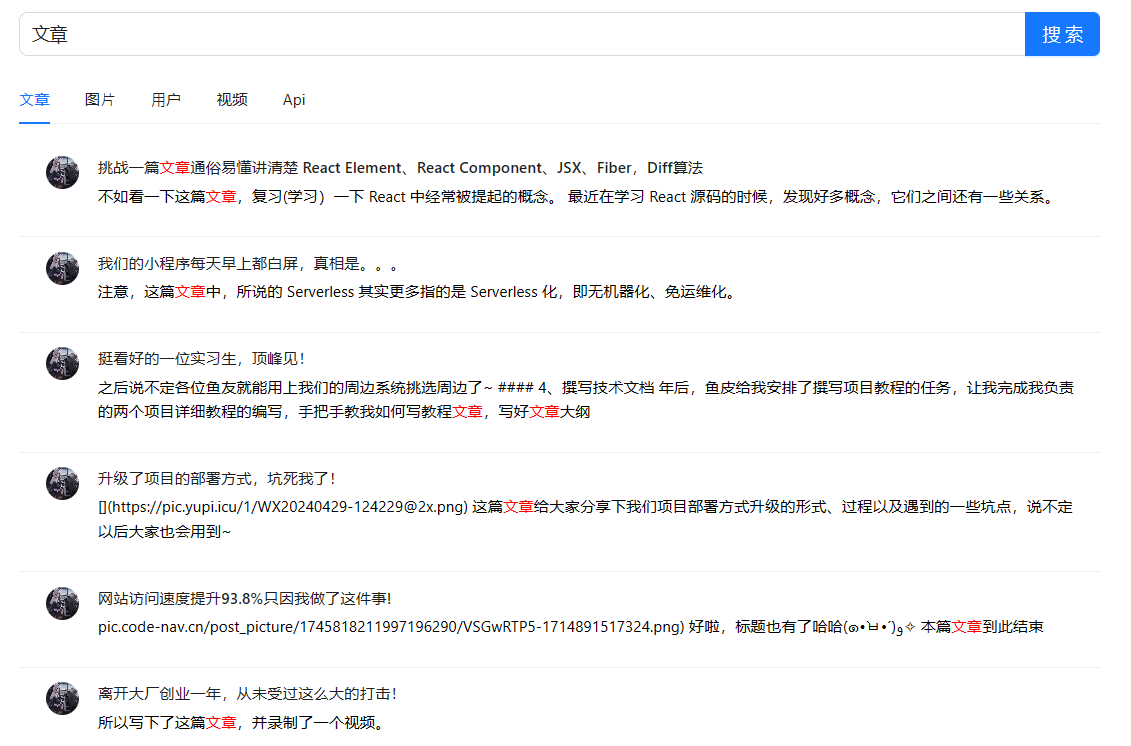 文章
搜 索
文章 图片 用户 视频 Api
挑战一篇文章通俗易懂讲清楚 React Element、React Component、JSX、Fiber，Diff算法
不如看一下这篇文章，复习(学习）一下 React 中经常被提起的概念。 最近在学习 React 源码的时候，发现好多概念，它们之间还有一些关系。
我们的小程序每天早上都白屏，真相是。。。
注意，这篇文章中，所说的 Serverless 其实更多指的是 Serverless 化，即无机器化、免运维化。
挺看好的一位实习生，顶峰见！
之后说不定各位鱼友就能用上我们的周边系统挑选周边了~ #### 4、撰写技术文档 年后，鱼皮给我安排了撰写项目教程的任务，让我完成我负责
的两个项目详细教程的编写，手把手教我如何写教程文章，写好文章大纲
升级了项目的部署方式，坑死我了！
[](https://pic.yupi.icu/1/WX20240429-124229@2x.png) 这篇文章给大家分享下我们项目部署方式升级的形式、过程以及遇到的一些坑点，说不定
以后大家也会用到~
网站访问速度提升93.8%只因我做了这件事!
pic.code-nav.cn/post_picture/1745818211997196290/VSGwRTP5-1714891517324.png) 好啦，标题也有了哈哈(๑•̀ㅂ•́)و✧ 本篇文章到此结束
离开大厂创业一年，从未受过这么大的打击！
所以写下了这篇文章，并录制了一个视频。